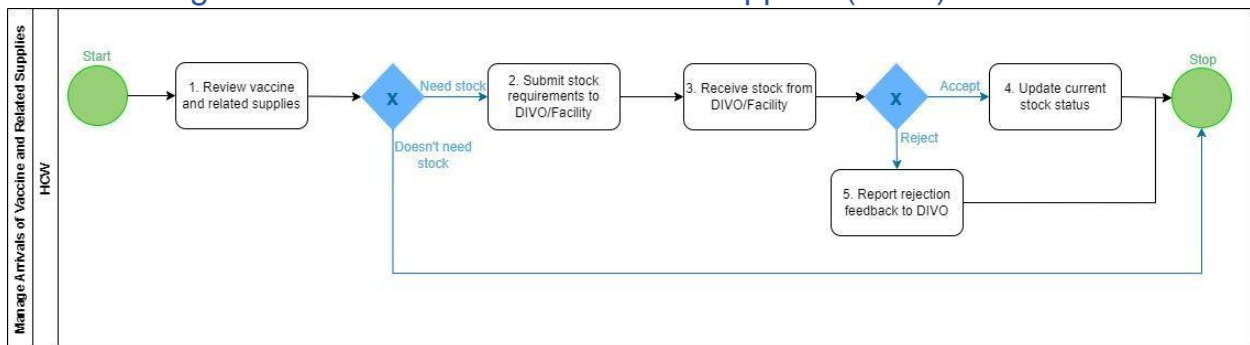 Manage Arrivals of Vaccine and Related Supplies
HCW
Start
1. Review vaccine
and related supplies
X
Need stock
Doesn't need
stock
2. Submit stock
requirements to
DIVO/Facility
3. Receive stock from
DIVO/Facility
X
Accept
Reject
4. Update current
stock status
5. Report rejection
feedback to DIVO
Stop